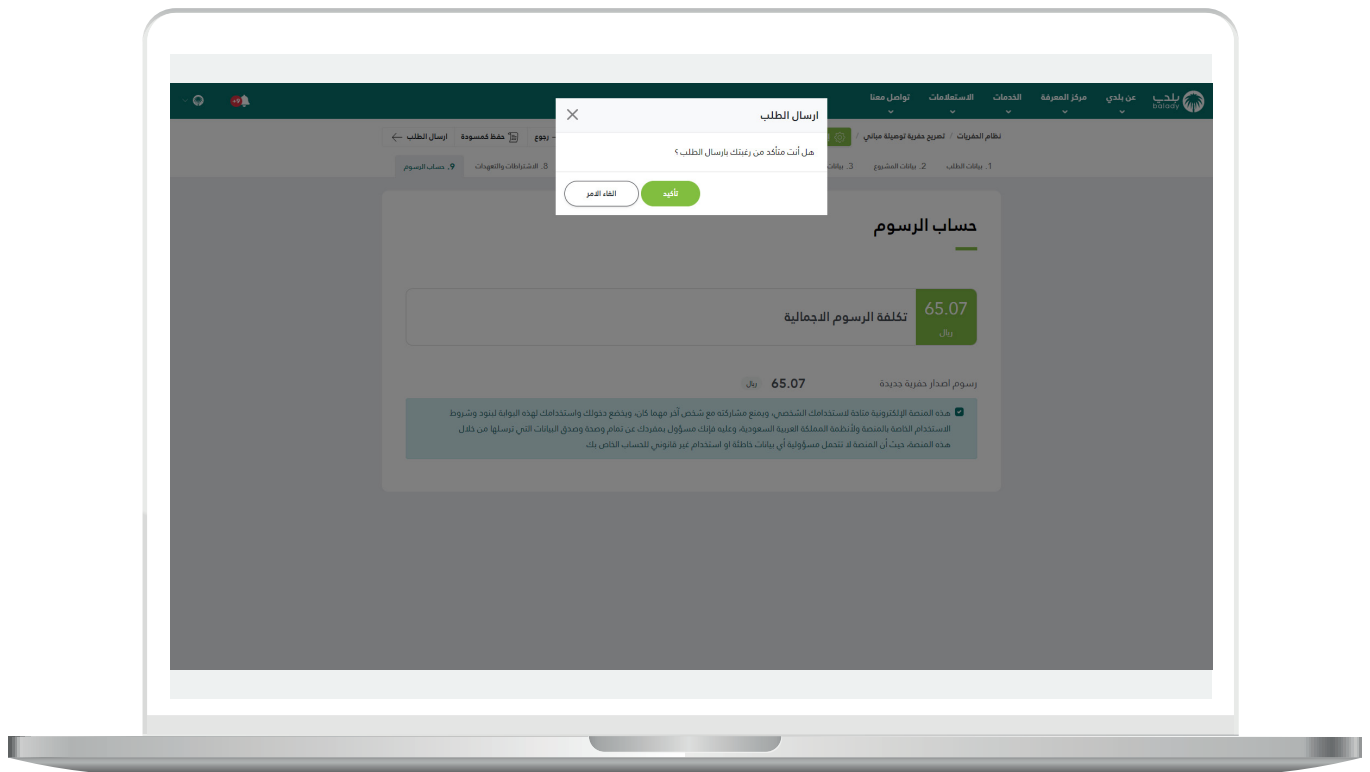 بلدي
balady
عن بلدي
مركز المعرفة
الخدمات
الاستعلامات
تواصل معنا
ارسال الطلب
هل أنت متأكد من رغبتك بارسال الطلب ؟
تأكيد
الغاء الامر
نظام الحفريات / تصريح حفرية توصيلة مباني /
رجوع
حفظ كمسودة
ارسال الطلب
1. بيانات الطلب
2. بيانات المشروع
3. بيانات
8. الاشتراطات والتعهدات
9. حساب الرسوم
حساب الرسوم
65.07
ريال
تكلفة الرسوم الاجمالية
رسوم اصدار حفرية جديدة
65.07 ريال
هذه المنصة الإلكترونية متاحة لاستخدامك الشخصي، ويمنع مشاركته مع شخص آخر مهما كان، ويخضع دخولك واستخدامك لهذه البوابة لبنود وشروط
الاستخدام الخاصة بالمنصة ولأنظمة المملكة العربية السعودية، وعليه فإنك مسؤول بمفردك عن تمام وصحة وصدق البيانات التي ترسلها من خلال
هذه المنصة، حيث أن المنصة لا تتحمل مسؤولية أي بيانات خاطئة او استخدام غير قانوني للحساب الخاص بك